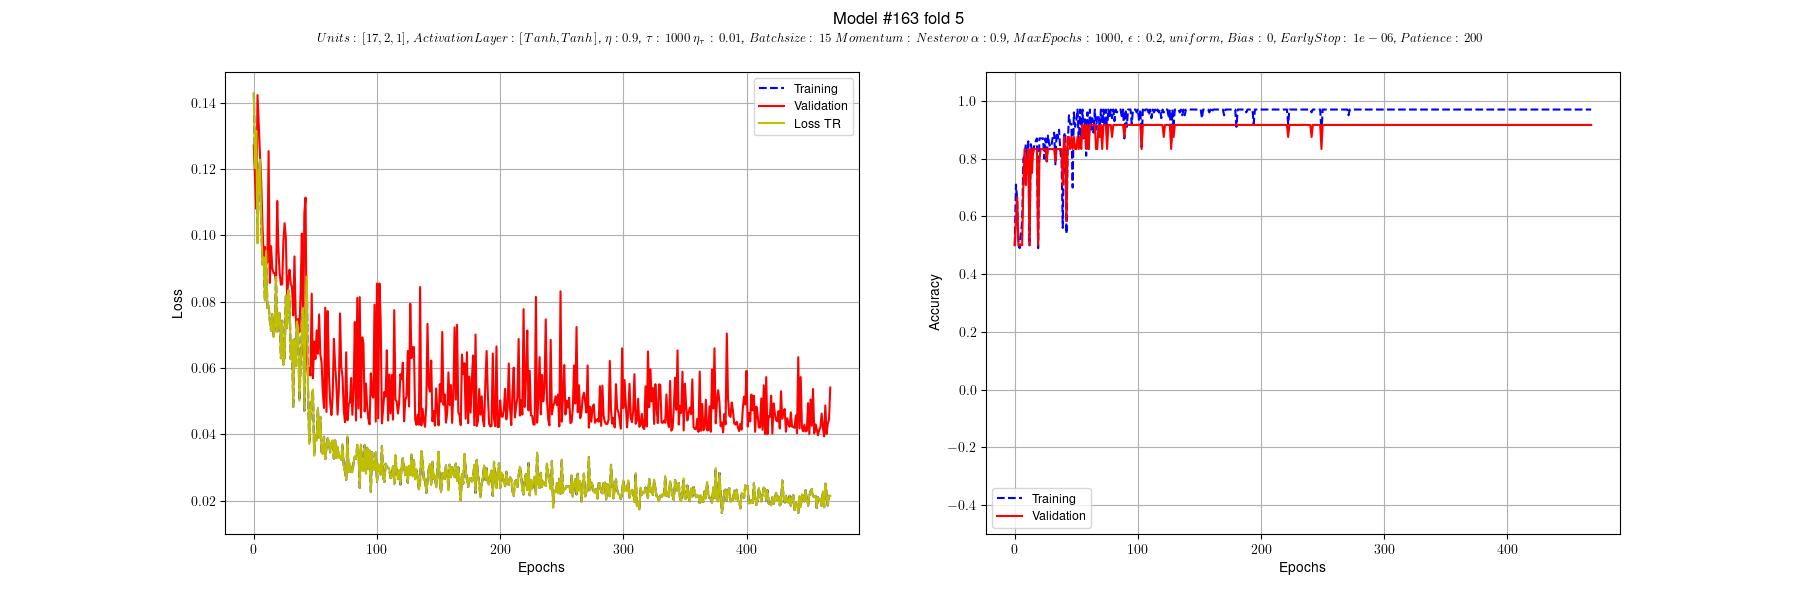 Model #163 fold 5
Units : [17, 2, 1], ActivationLayer : [Tanh, Tanh], η : 0.9, τ : 1000 η_τ : 0.01, Batchsize : 15 Momentum : Nesterov α : 0.9, MaxEpochs : 1000, ϵ : 0.2, uniform, Bias : 0, EarlyStop : 1e − 06, Patience : 200
Training
Validation
Loss TR
0.14
0.12
0.10
0.08
0.06
0.04
0.02
Loss
0 100 200 300 400
Epochs
1.0
0.8
0.6
0.4
0.2
0.0
−0.2
−0.4
Accuracy
Training
Validation
0 100 200 300 400
Epochs